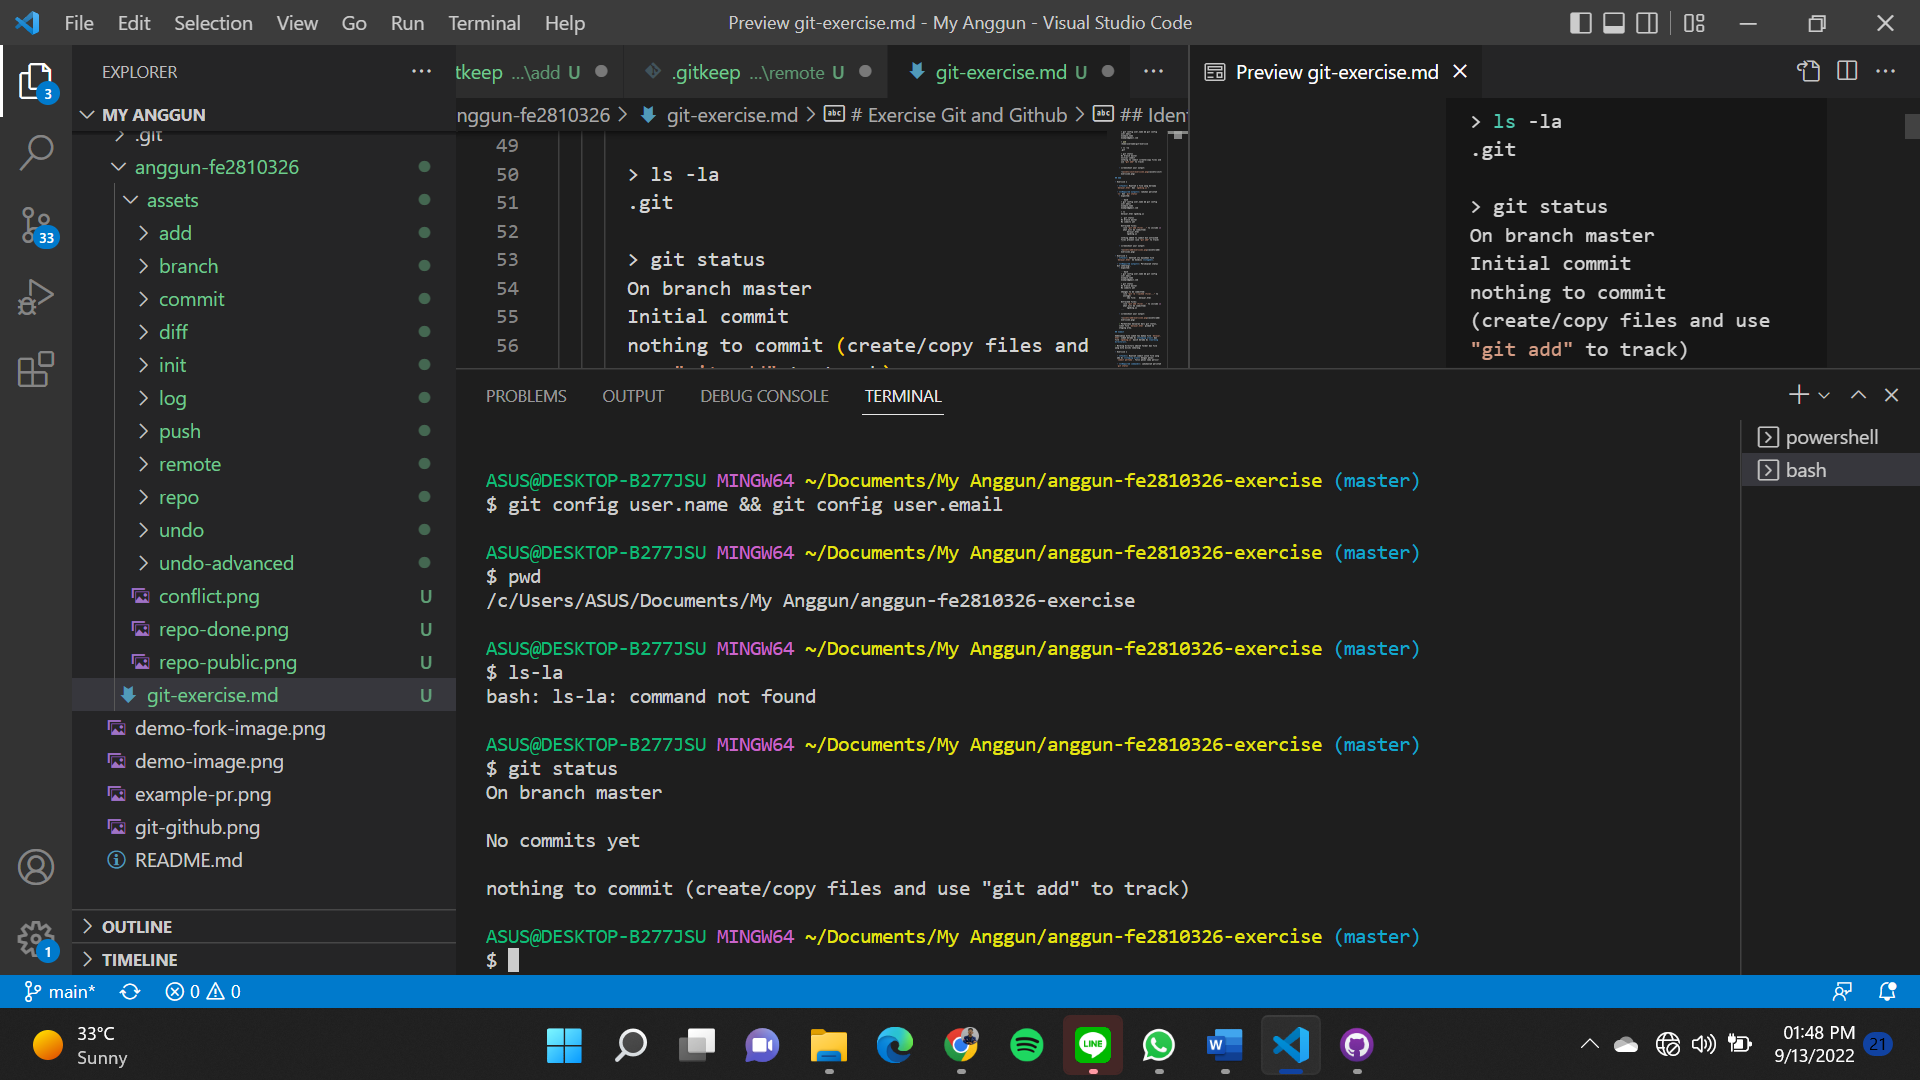 File Edit Selection View Go Run Terminal Help
Preview git-exercise.md - My Anggun - Visual Studio Code
EXPLORER
tkeep ...\add U
.gitkeep ...\remote U
git-exercise.md U
Preview git-exercise.md
3
MY ANGGUN
nggun-fe2810326 > git-exercise.md > # Exercise Git and Github > ## Iden
.git
anggun-fe2810326
assets
add
branch
commit
diff
init
log
push
remote
repo
undo
undo-advanced
conflict.png U
repo-done.png U
repo-public.png U
git-exercise.md U
demo-fork-image.png
demo-image.png
example-pr.png
git-github.png
README.md
OUTLINE
TIMELINE
33
1
49
50 > ls -la
51 .git
52
53 > git status
54 On branch master
55 Initial commit
56 nothing to commit (create/copy files and
> ls -la
.git
> git status
On branch master
Initial commit
nothing to commit
(create/copy files and use
"git add" to track)
PROBLEMS OUTPUT DEBUG CONSOLE TERMINAL
powershell
bash
ASUS@DESKTOP-B277JSU MINGW64 ~/Documents/My Anggun/anggun-fe2810326-exercise (master)
$ git config user.name && git config user.email
ASUS@DESKTOP-B277JSU MINGW64 ~/Documents/My Anggun/anggun-fe2810326-exercise (master)
$ pwd
/c/Users/ASUS/Documents/My Anggun/anggun-fe2810326-exercise
ASUS@DESKTOP-B277JSU MINGW64 ~/Documents/My Anggun/anggun-fe2810326-exercise (master)
$ ls-la
bash: ls-la: command not found
ASUS@DESKTOP-B277JSU MINGW64 ~/Documents/My Anggun/anggun-fe2810326-exercise (master)
$ git status
On branch master
No commits yet
nothing to commit (create/copy files and use "git add" to track)
ASUS@DESKTOP-B277JSU MINGW64 ~/Documents/My Anggun/anggun-fe2810326-exercise (master)
$
main* 0 0
33°C
Sunny
LINE
W
01:48 PM
9/13/2022
21